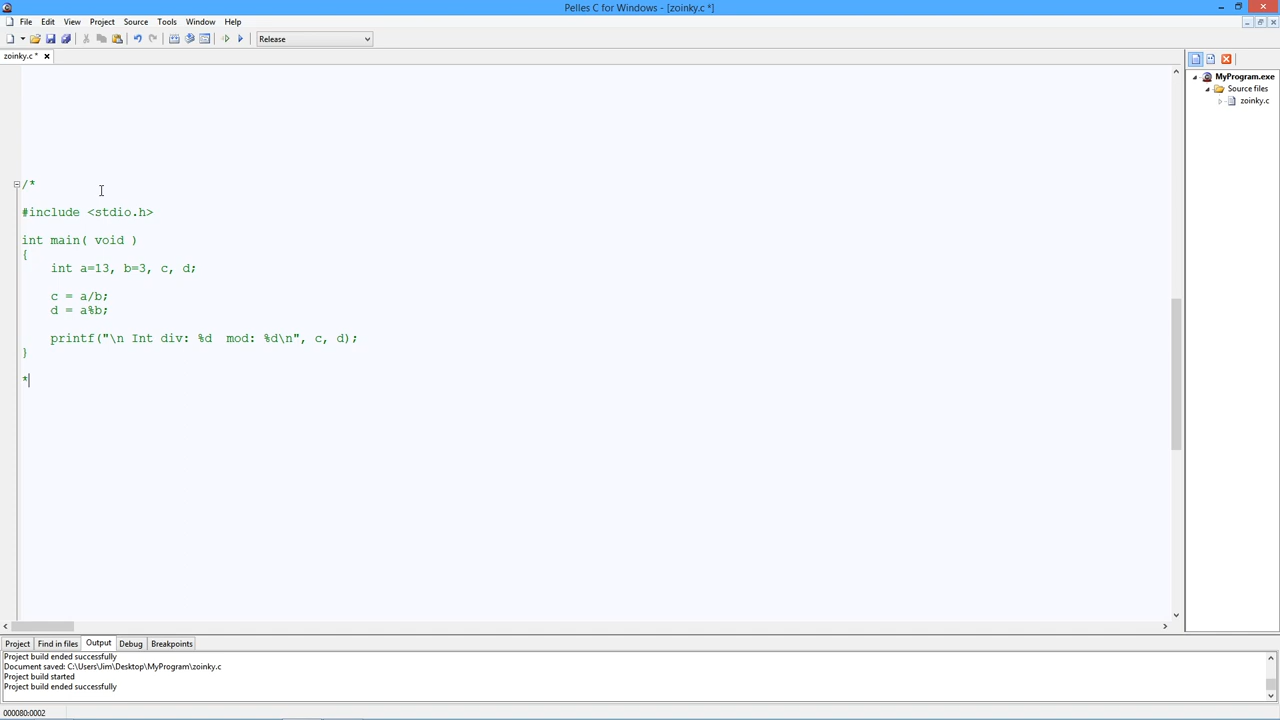 Pelles C for Windows - [zoinky.c *]
File Edit View Project Source Tools Window Help
Release
zoinky.c *
MyProgram.exe
Source files
zoinky.c
/*
#include <stdio.h>
int main( void )
{
int a=13, b=3, c, d;
c = a/b;
d = a%b;
printf("\n Int div: %d  mod: %d\n", c, d);
}
*
Project Find in files Output Debug Breakpoints
Project build ended successfully
Document saved: C:\Users\Jim\Desktop\MyProgram\zoinky.c
Project build started
Project build ended successfully
000080:0002